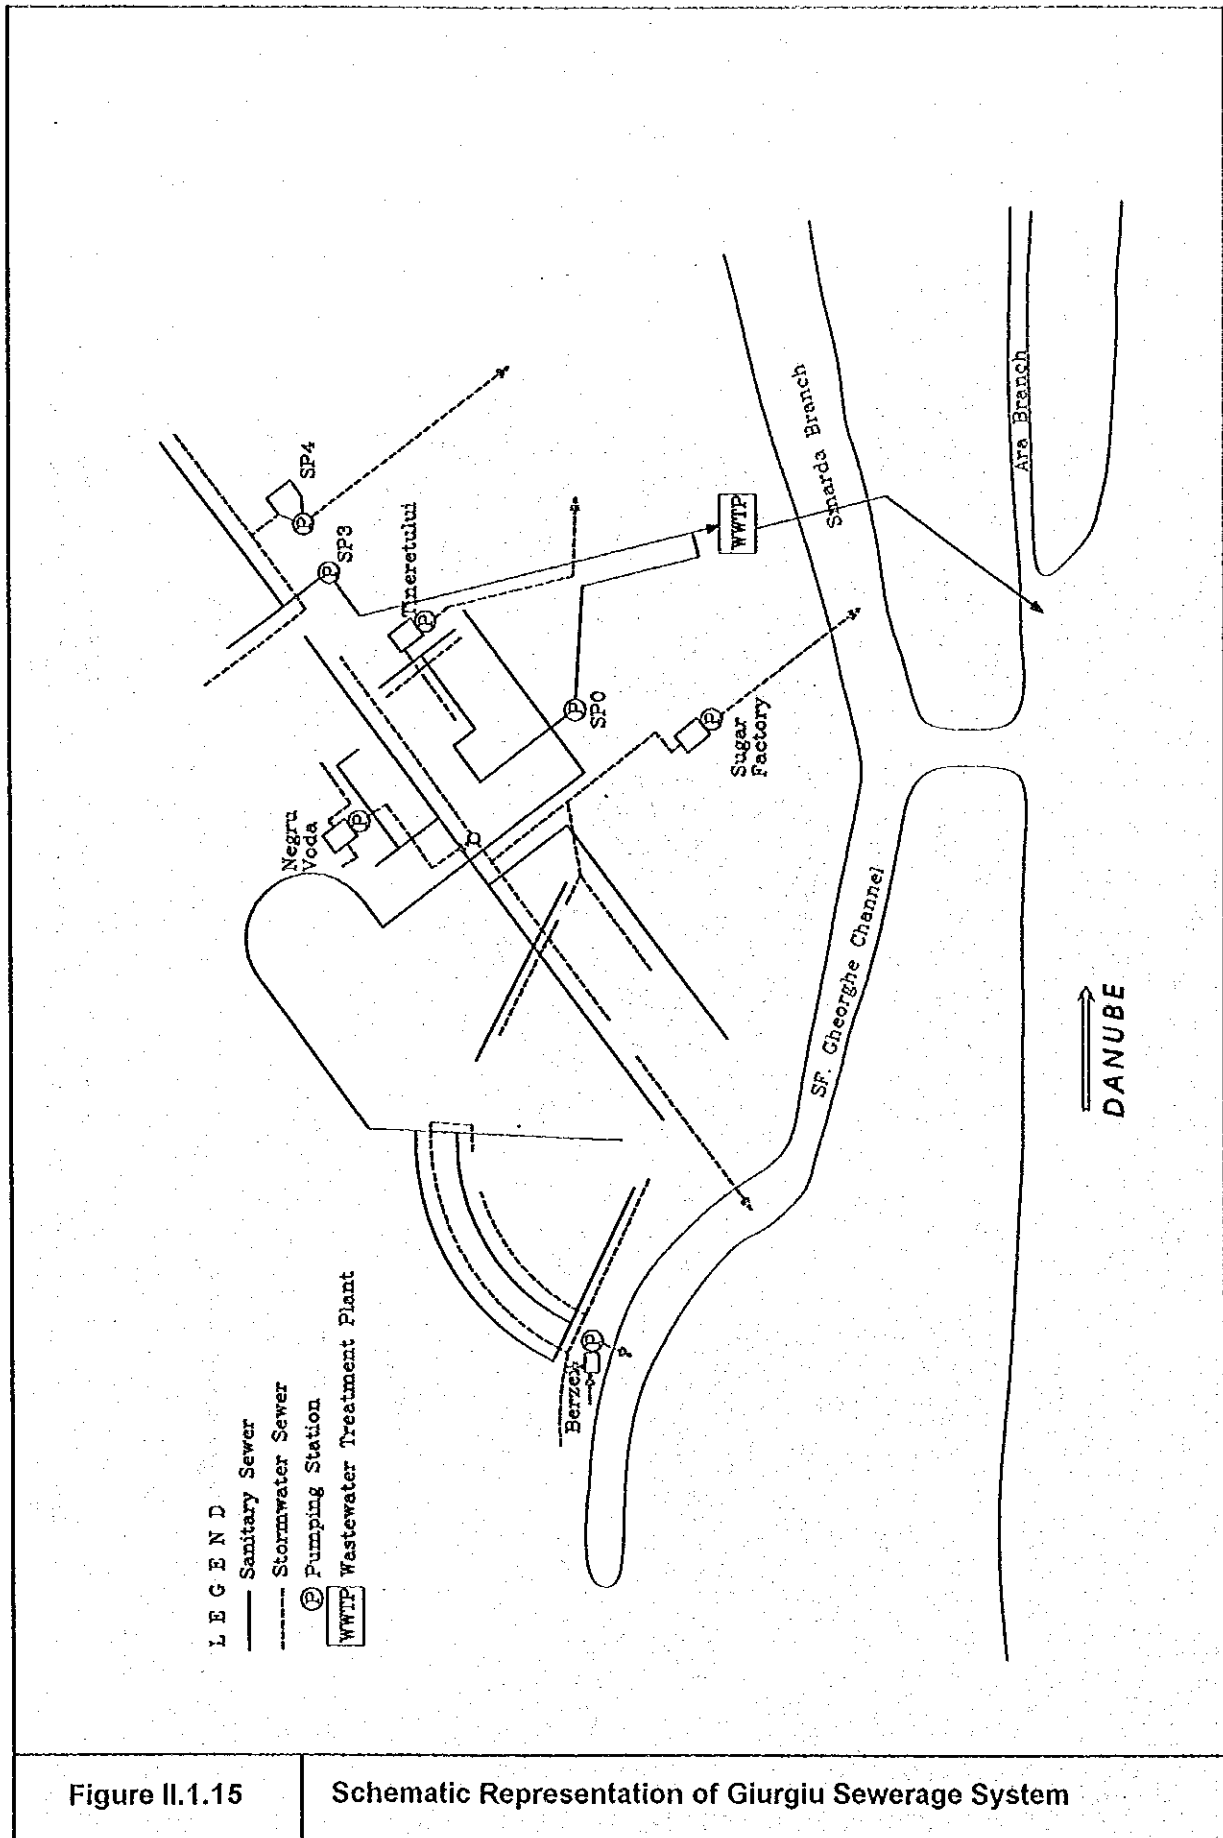 LEGEND
Sanitary Sewer
Stormwater Sewer
P Pumping Station
WWTP Wastewater Treatment Plant
SP4
P
P SP3
Tineretului
P
Negru
Voda
P
P
SP0
WWTP
Sugar
Factory
P
Smarda Branch
Ara Branch
SF. Gheorghe Channel
DANUBE
P
Figure II.1.15
Schematic Representation of Giurgiu Sewerage System